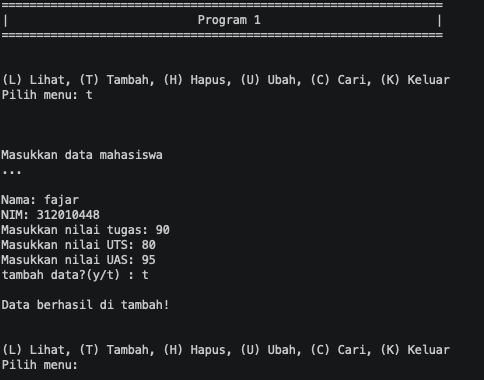 ===============================================================
|                           Program 1                         |
===============================================================
(L) Lihat, (T) Tambah, (H) Hapus, (U) Ubah, (C) Cari, (K) Keluar
Pilih menu: t
Masukkan data mahasiswa
...
Nama: fajar
NIM: 312010448
Masukkan nilai tugas: 90
Masukkan nilai UTS: 80
Masukkan nilai UAS: 95
tambah data?(y/t) : t
Data berhasil di tambah!
(L) Lihat, (T) Tambah, (H) Hapus, (U) Ubah, (C) Cari, (K) Keluar
Pilih menu: